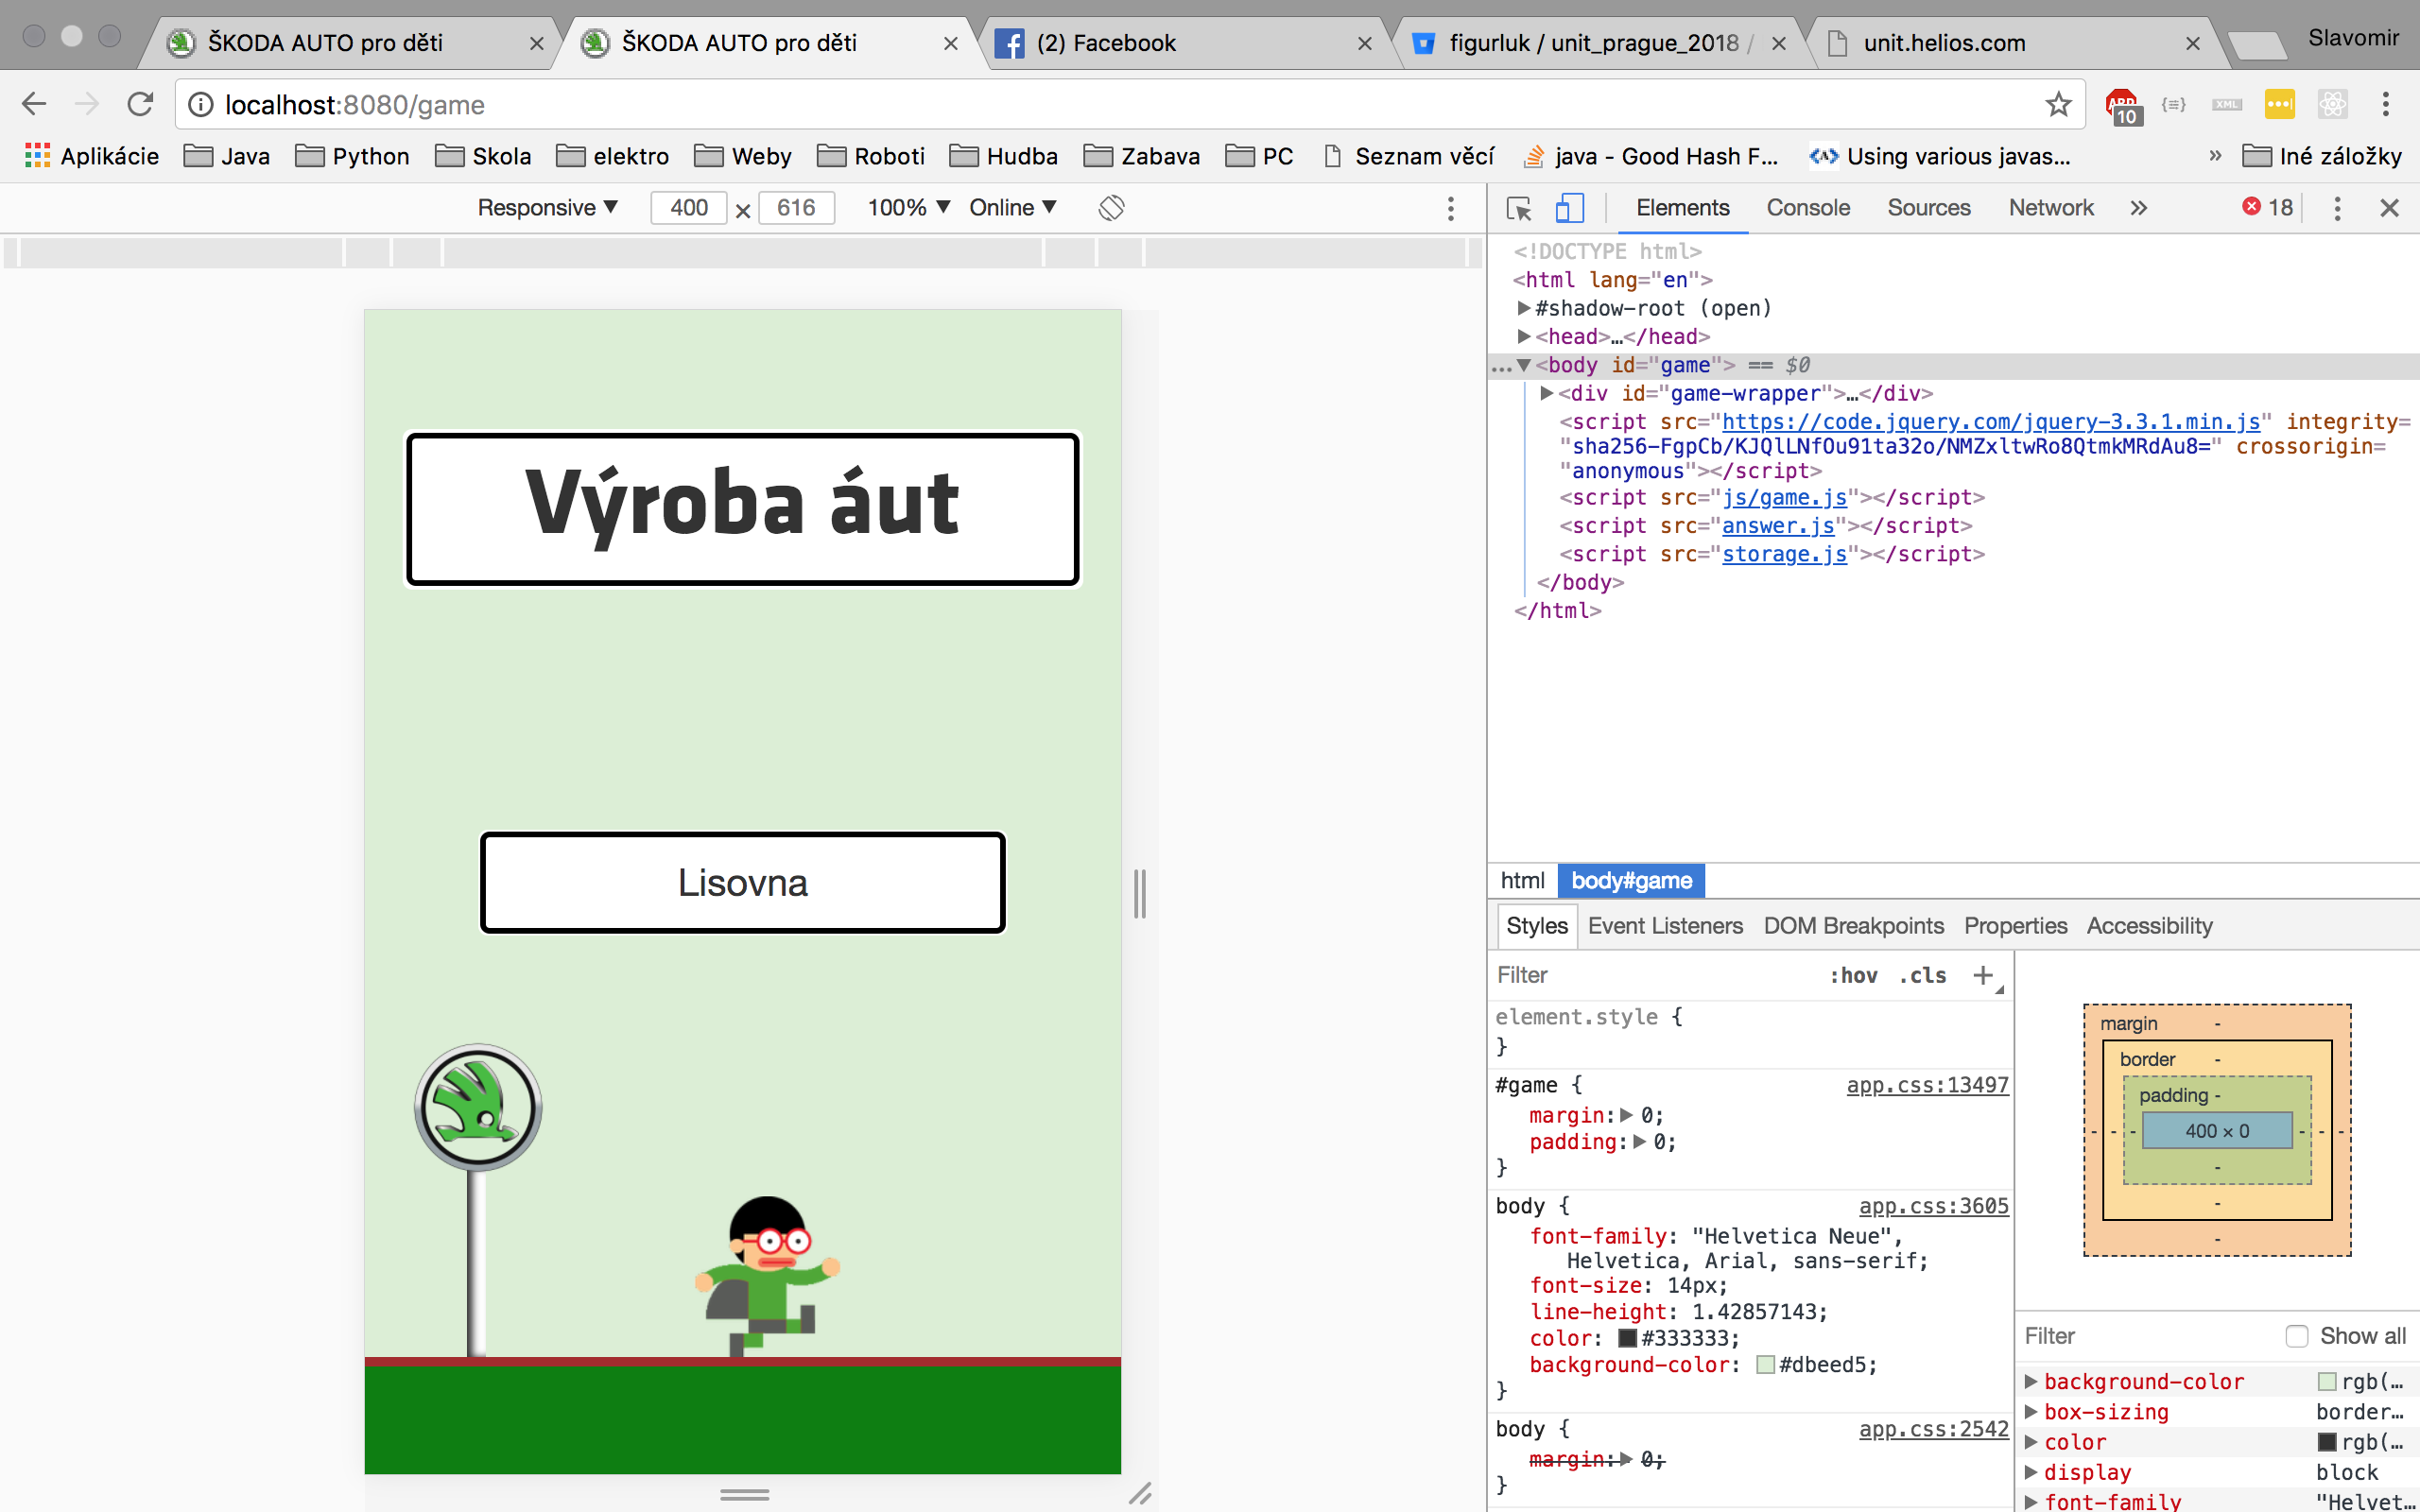 ŠKODA AUTO pro děti
ŠKODA AUTO pro děti
(2) Facebook
figurluk / unit_prague_2018 /
unit.helios.com
Slavomir
localhost:8080/game
ABP
10
XML
Aplikácie
Java
Python
Skola
elektro
Weby
Roboti
Hudba
Zabava
PC
Seznam věcí
java - Good Hash F...
Using various javas...
»
Iné záložky
Responsive ▼
400 × 616
100% ▼
Online ▼
Elements
Console
Sources
Network
»
18
<!DOCTYPE html>
<html lang="en">
▶#shadow-root (open)
▶<head>…</head>
…▼<body id="game"> == $0
▶<div id="game-wrapper">…</div>
<script src="https://code.jquery.com/jquery-3.3.1.min.js" integrity=
"sha256-FgpCb/KJQlLNfOu91ta32o/NMZxltwRo8QtmkMRdAu8=" crossorigin=
"anonymous"></script>
<script src="js/game.js"></script>
<script src="answer.js"></script>
<script src="storage.js"></script>
</body>
</html>
Výroba áut
Lisovna
html
body#game
Styles
Event Listeners
DOM Breakpoints
Properties
Accessibility
Filter
:hov .cls +
element.style {
}
#game { app.css:13497
margin:▶ 0;
padding:▶ 0;
}
body { app.css:3605
font-family: "Helvetica Neue",
Helvetica, Arial, sans-serif;
font-size: 14px;
line-height: 1.42857143;
color: #333333;
background-color: #dbeed5;
}
body { app.css:2542
margin:▶ 0;
}
margin -
border -
padding -
- - - 400 × 0 - - -
-
-
-
Filter
Show all
▶ background-color rgb(…
▶ box-sizing border…
▶ color rgb(…
▶ display block
▶ font-family "Helvet…